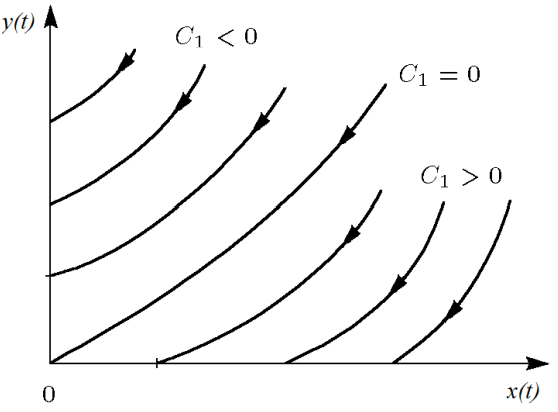 y(t)
C₁ < 0
C₁ = 0
C₁ > 0
0
x(t)